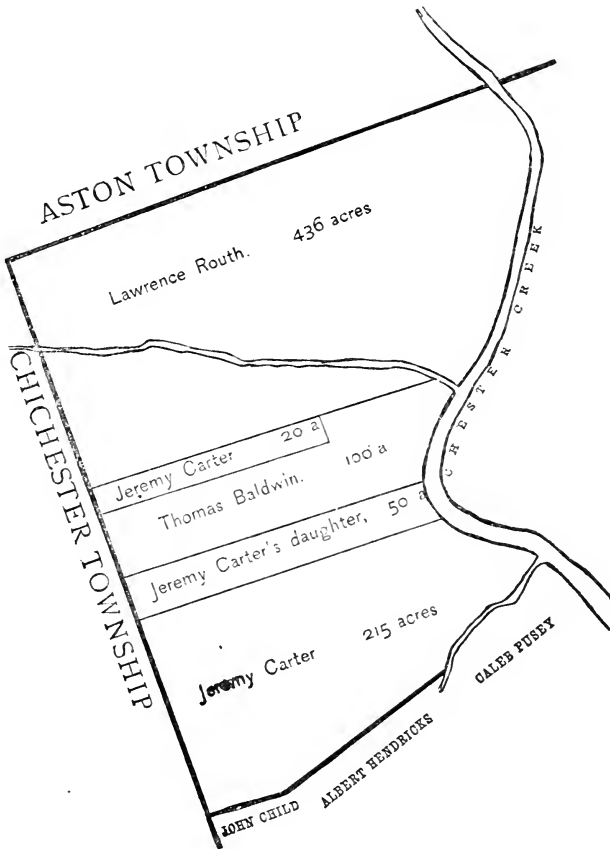 ASTON TOWNSHIP
Lawrence Routh. 436 acres
CHESTER CREEK
CHICHESTER TOWNSHIP
Jeremy Carter 20 a
Thomas Baldwin. 100 a
Jeremy Carter's daughter, 50 a
Jeremy Carter 215 acres
CALEB PUSEY
ALBERT HENDRICKS
JOHN CHILD